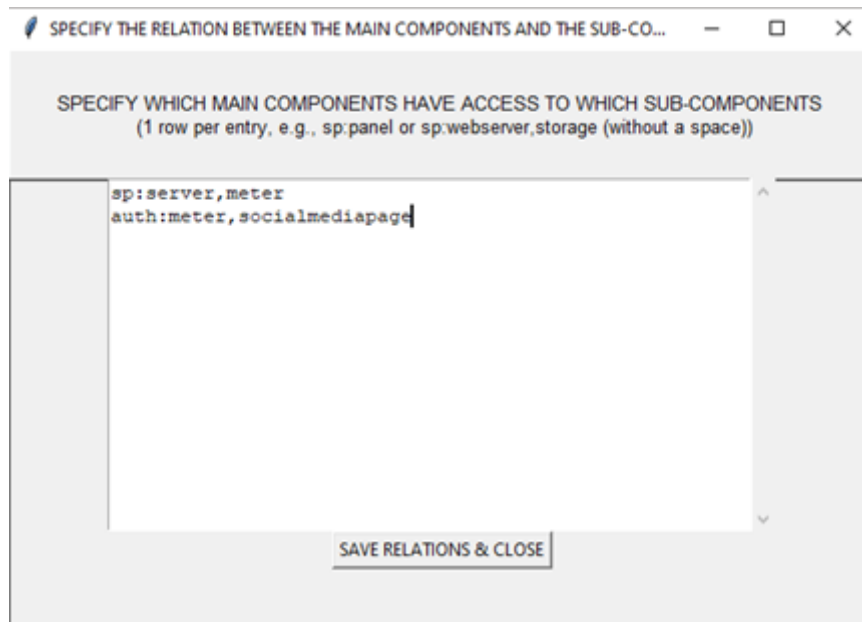 SPECIFY THE RELATION BETWEEN THE MAIN COMPONENTS AND THE SUB-CO...
SPECIFY WHICH MAIN COMPONENTS HAVE ACCESS TO WHICH SUB-COMPONENTS
(1 row per entry, e.g., sp:panel or sp:webserver,storage (without a space))
sp:server,meter
auth:meter,socialmediapage
SAVE RELATIONS & CLOSE